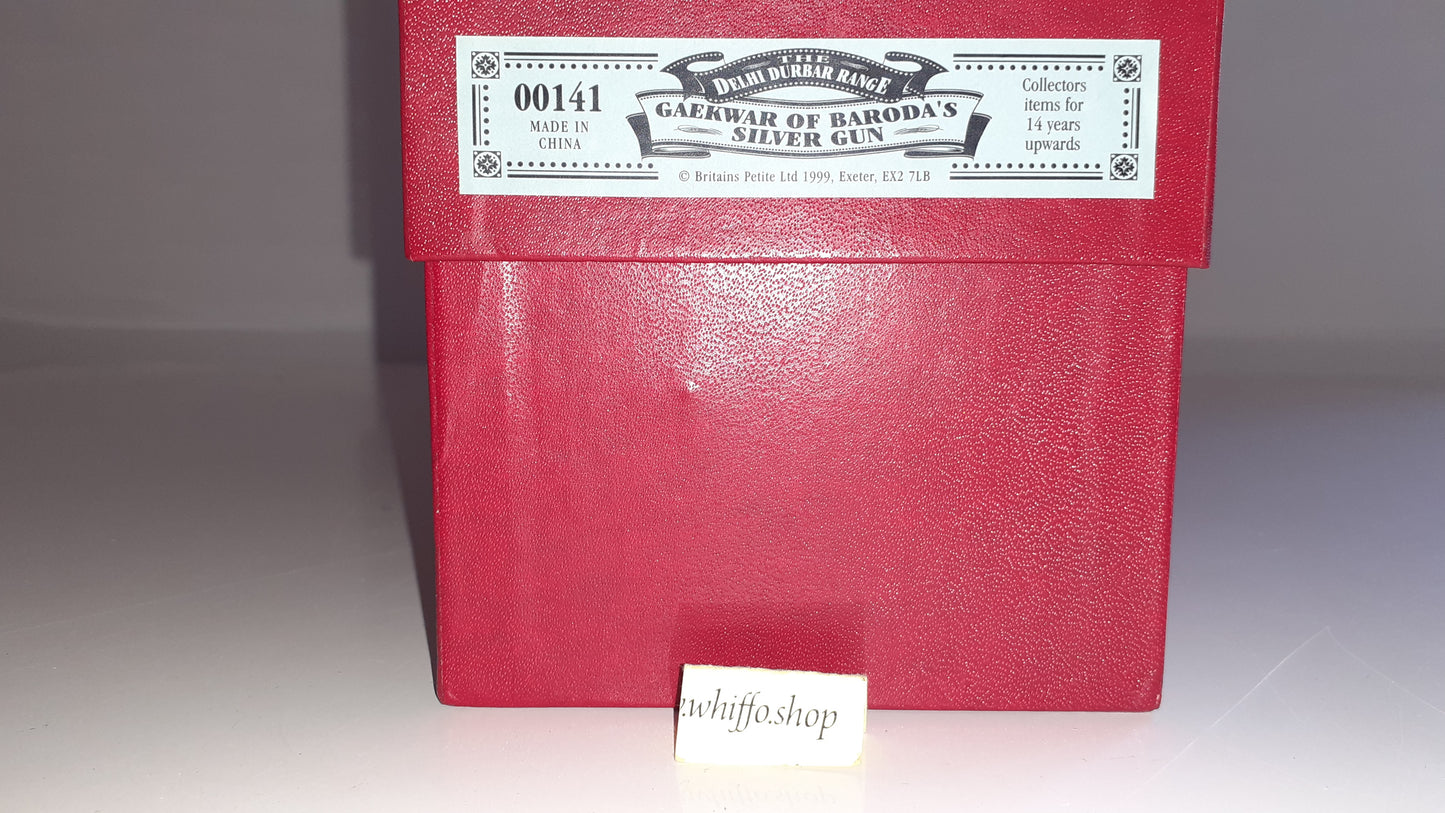 THE
DELHI DURBAR RANGE
GAEKWAR OF BARODA'S
SILVER GUN
00141
MADE IN
CHINA
Collectors
items for
14 years
upwards
© Britains Petite Ltd 1999, Exeter, EX2 7LB
.whiffo.shop